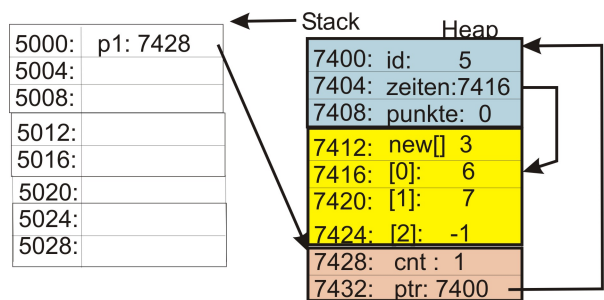 Stack
Heap
5000: p1: 7428
5004:
5008:
5012:
5016:
5020:
5024:
5028:
7400: id: 5
7404: zeiten:7416
7408: punkte: 0
7412: new[] 3
7416: [0]: 6
7420: [1]: 7
7424: [2]: -1
7428: cnt : 1
7432: ptr: 7400